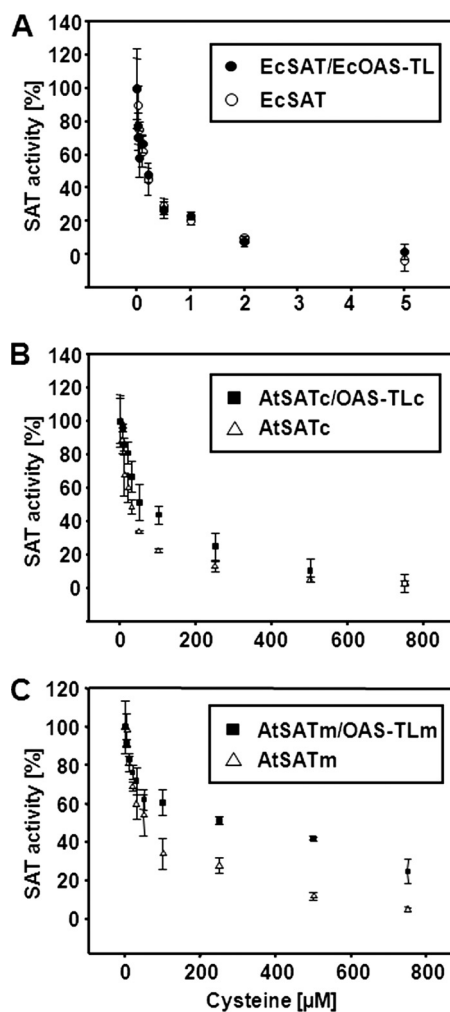 A
SAT activity [%]
140
120
100
80
60
40
20
0
EcSAT/EcOAS-TL
EcSAT
0 1 2 3 4 5
B
SAT activity [%]
140
120
100
80
60
40
20
0
AtSATc/OAS-TLc
AtSATc
0 200 400 600 800
C
SAT activity [%]
120
100
80
60
40
20
0
AtSATm/OAS-TLm
AtSATm
0 200 400 600 800
Cysteine [µM]